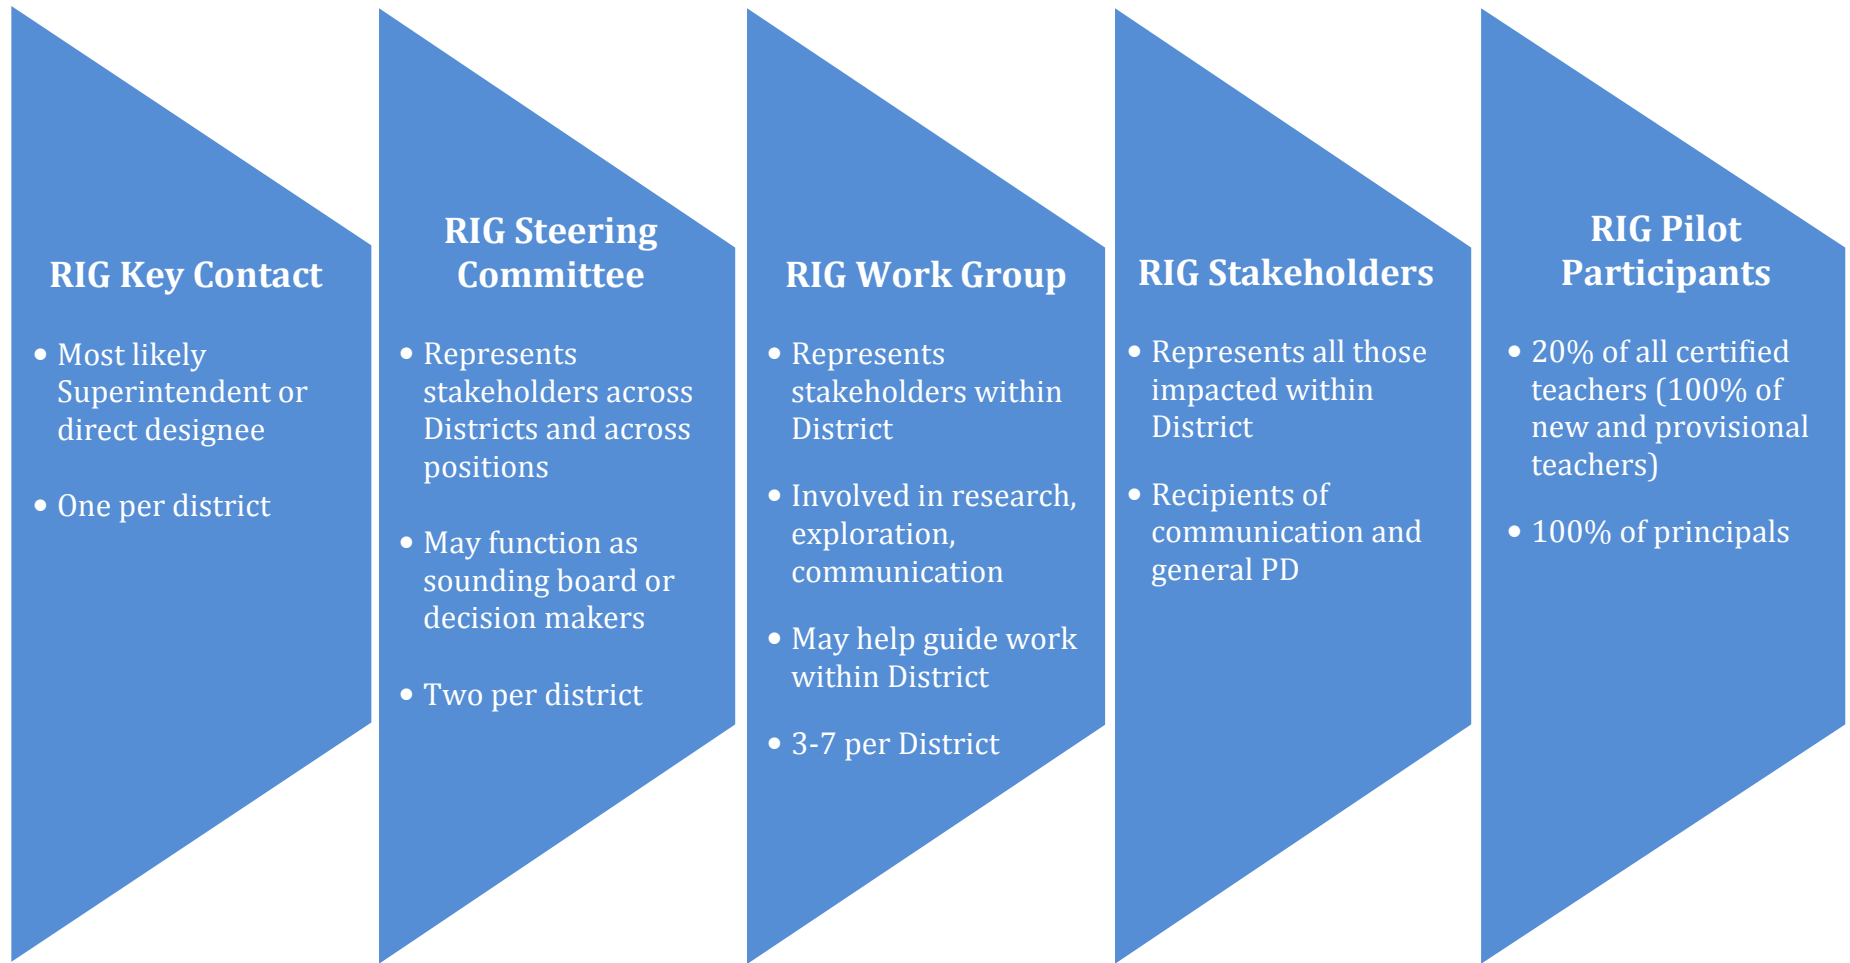 RIG Key Contact
• Most likely
Superintendent or
direct designee
• One per district
RIG Steering
Committee
• Represents
stakeholders across
Districts and across
positions
• May function as
sounding board or
decision makers
• Two per district
RIG Work Group
• Represents
stakeholders within
District
• Involved in research,
exploration,
communication
• May help guide work
within District
• 3-7 per District
RIG Stakeholders
• Represents all those
impacted within
District
• Recipients of
communication and
general PD
RIG Pilot
Participants
• 20% of all certified
teachers (100% of
new and provisional
teachers)
• 100% of principals